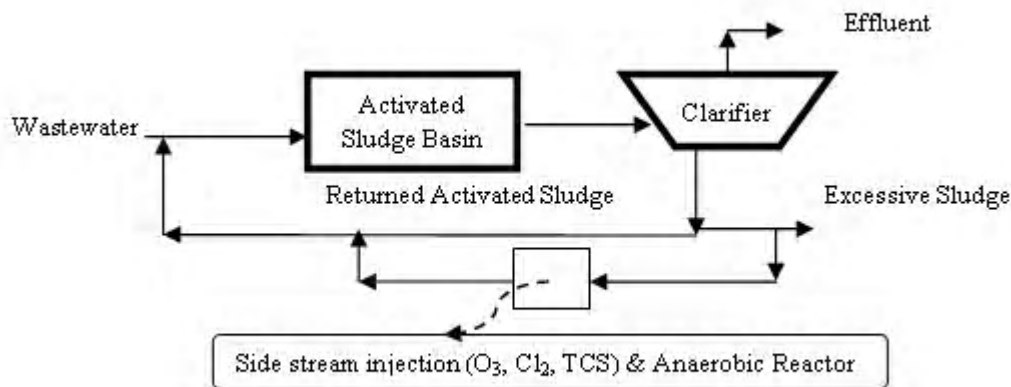 Effluent
Activated
Sludge Basin
Clarifier
Wastewater
Returned Activated Sludge
Excessive Sludge
Side stream injection (O₃, Cl₂, TCS) & Anaerobic Reactor